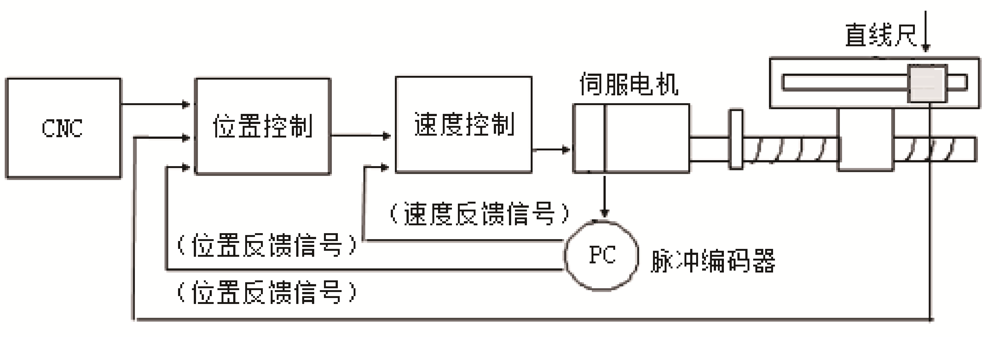 直线尺
伺服电机
CNC
位置控制
速度控制
(速度反馈信号)
(位置反馈信号)
PC
脉冲编码器
(位置反馈信号)